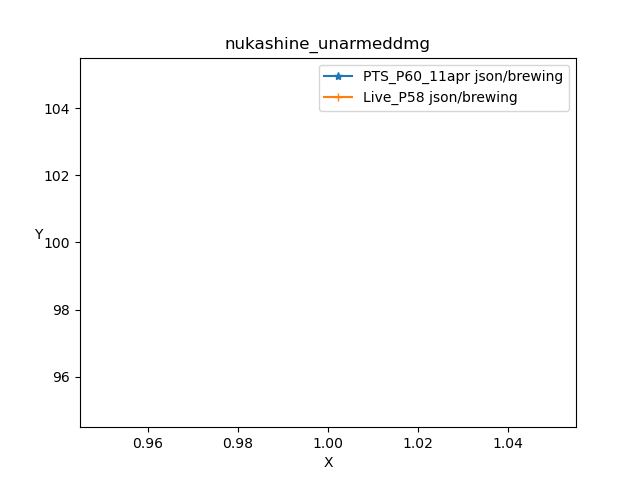 nukashine_unarmeddmg
PTS_P60_11apr json/brewing
Live_P58 json/brewing
104
102
Y
100
98
96
0.96 0.98 1.00 1.02 1.04
X